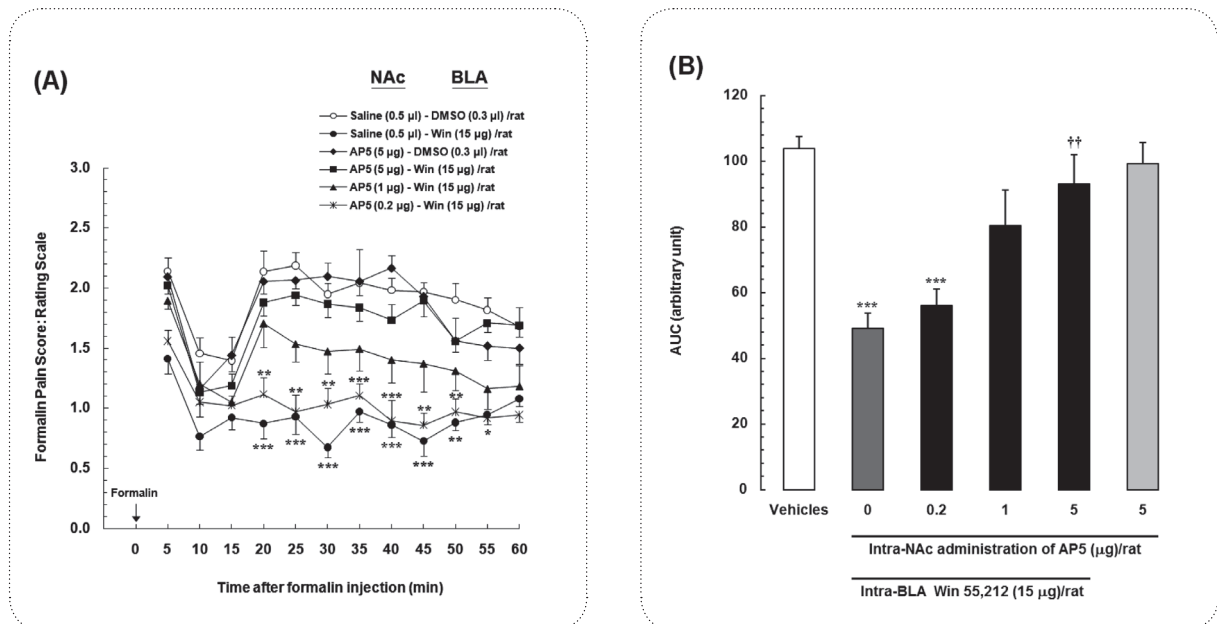 (A)
NAc BLA
Saline (0.5 µl) - DMSO (0.3 µl) /rat
Saline (0.5 µl) - Win (15 µg) /rat
AP5 (5 µg) - DMSO (0.3 µl) /rat
AP5 (5 µg) - Win (15 µg) /rat
AP5 (1 µg) - Win (15 µg) /rat
AP5 (0.2 µg) - Win (15 µg) /rat
Formalin Pain Score: Rating Scale
3.0
2.5
2.0
1.5
1.0
0.5
0.0
** ** ** *** *** ** **
*** *** *** *** *** *** ** *
Formalin
0 5 10 15 20 25 30 35 40 45 50 55 60
Time after formalin injection (min)
(B)
AUC (arbitrary unit)
120
100
80
60
40
20
0
*** *** ††
Vehicles 0 0.2 1 5 5
Intra-NAc administration of AP5 (µg)/rat
Intra-BLA Win 55,212 (15 µg)/rat